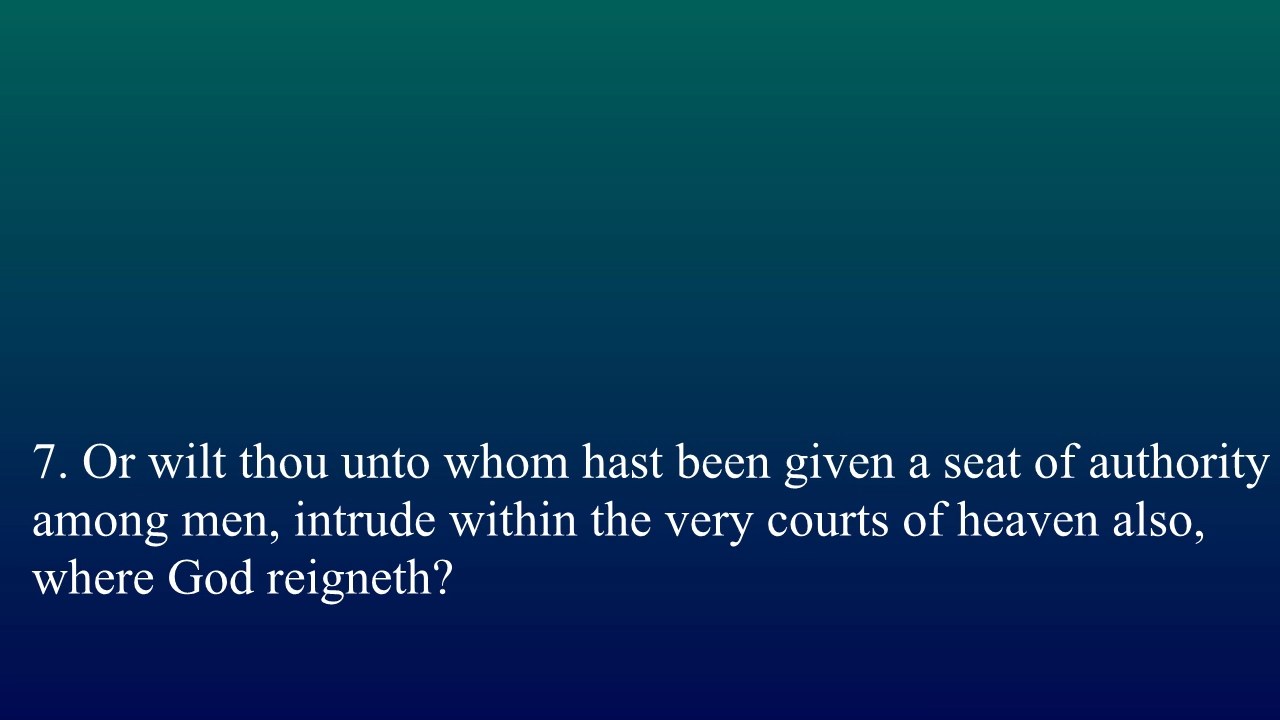 7. Or wilt thou unto whom hast been given a seat of authority
among men, intrude within the very courts of heaven also,
where God reigneth?